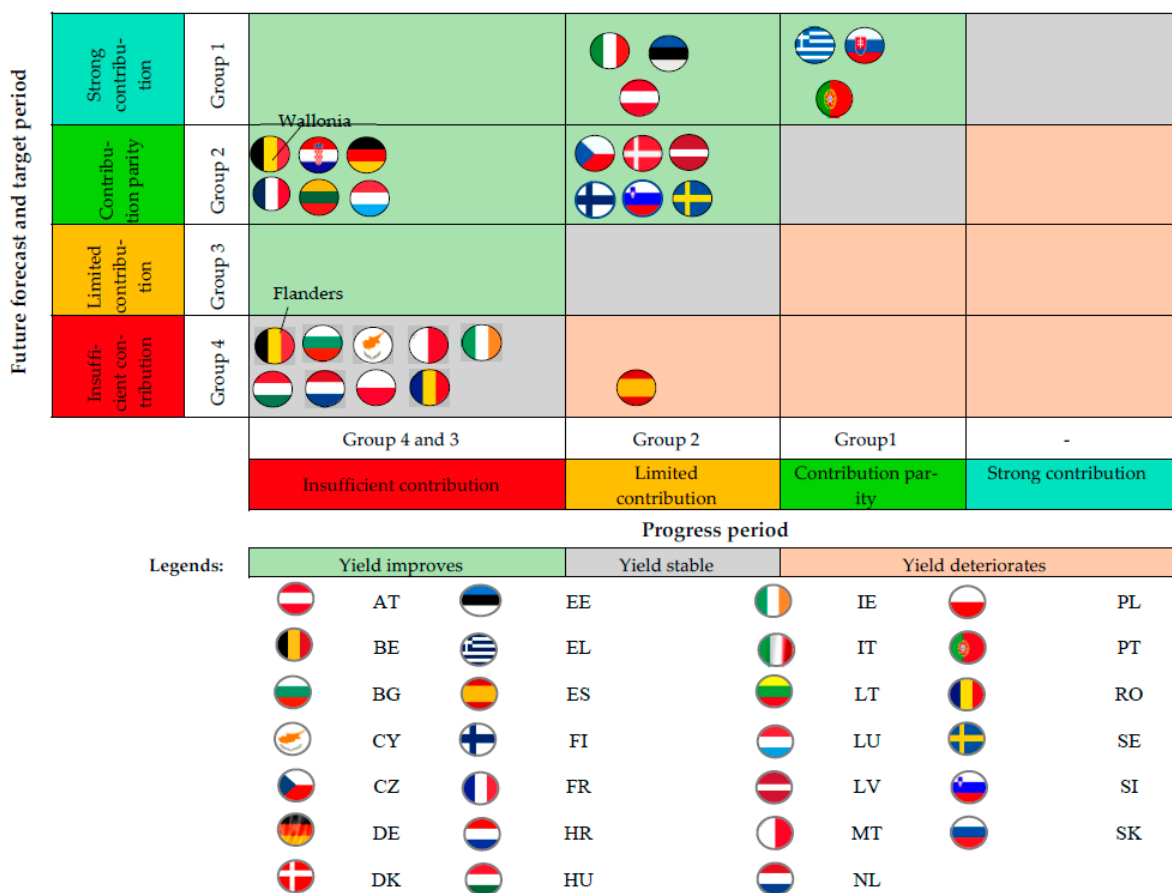 Future forecast and target period
Strong
contribu-
tion
Group 1
Contribu-
tion parity
Group 2
Wallonia
Limited
contribu-
tion
Group 3
Insuffi-
cient con-
tribution
Group 4
Flanders
Group 4 and 3
Group 2
Group1
-
Insufficient contribution
Limited
contribution
Contribution par-
ity
Strong contribution
Progress period
Legends:
Yield improves
Yield stable
Yield deteriorates
AT EE IE PL
BE EL IT PT
BG ES LT RO
CY FI LU SE
CZ FR LV SI
DE HR MT SK
DK HU NL